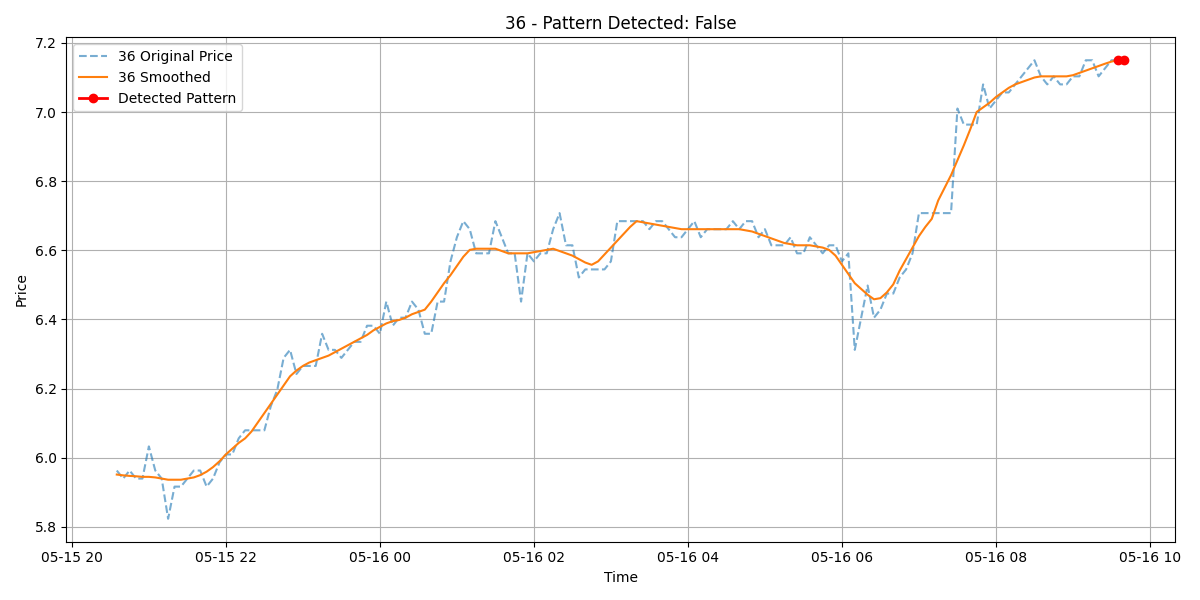 36 - Pattern Detected: False
36 Original Price
36 Smoothed
Detected Pattern
Price
7.2
7.0
6.8
6.6
6.4
6.2
6.0
5.8
05-15 20 05-15 22 05-16 00 05-16 02 05-16 04 05-16 06 05-16 08 05-16 10
Time